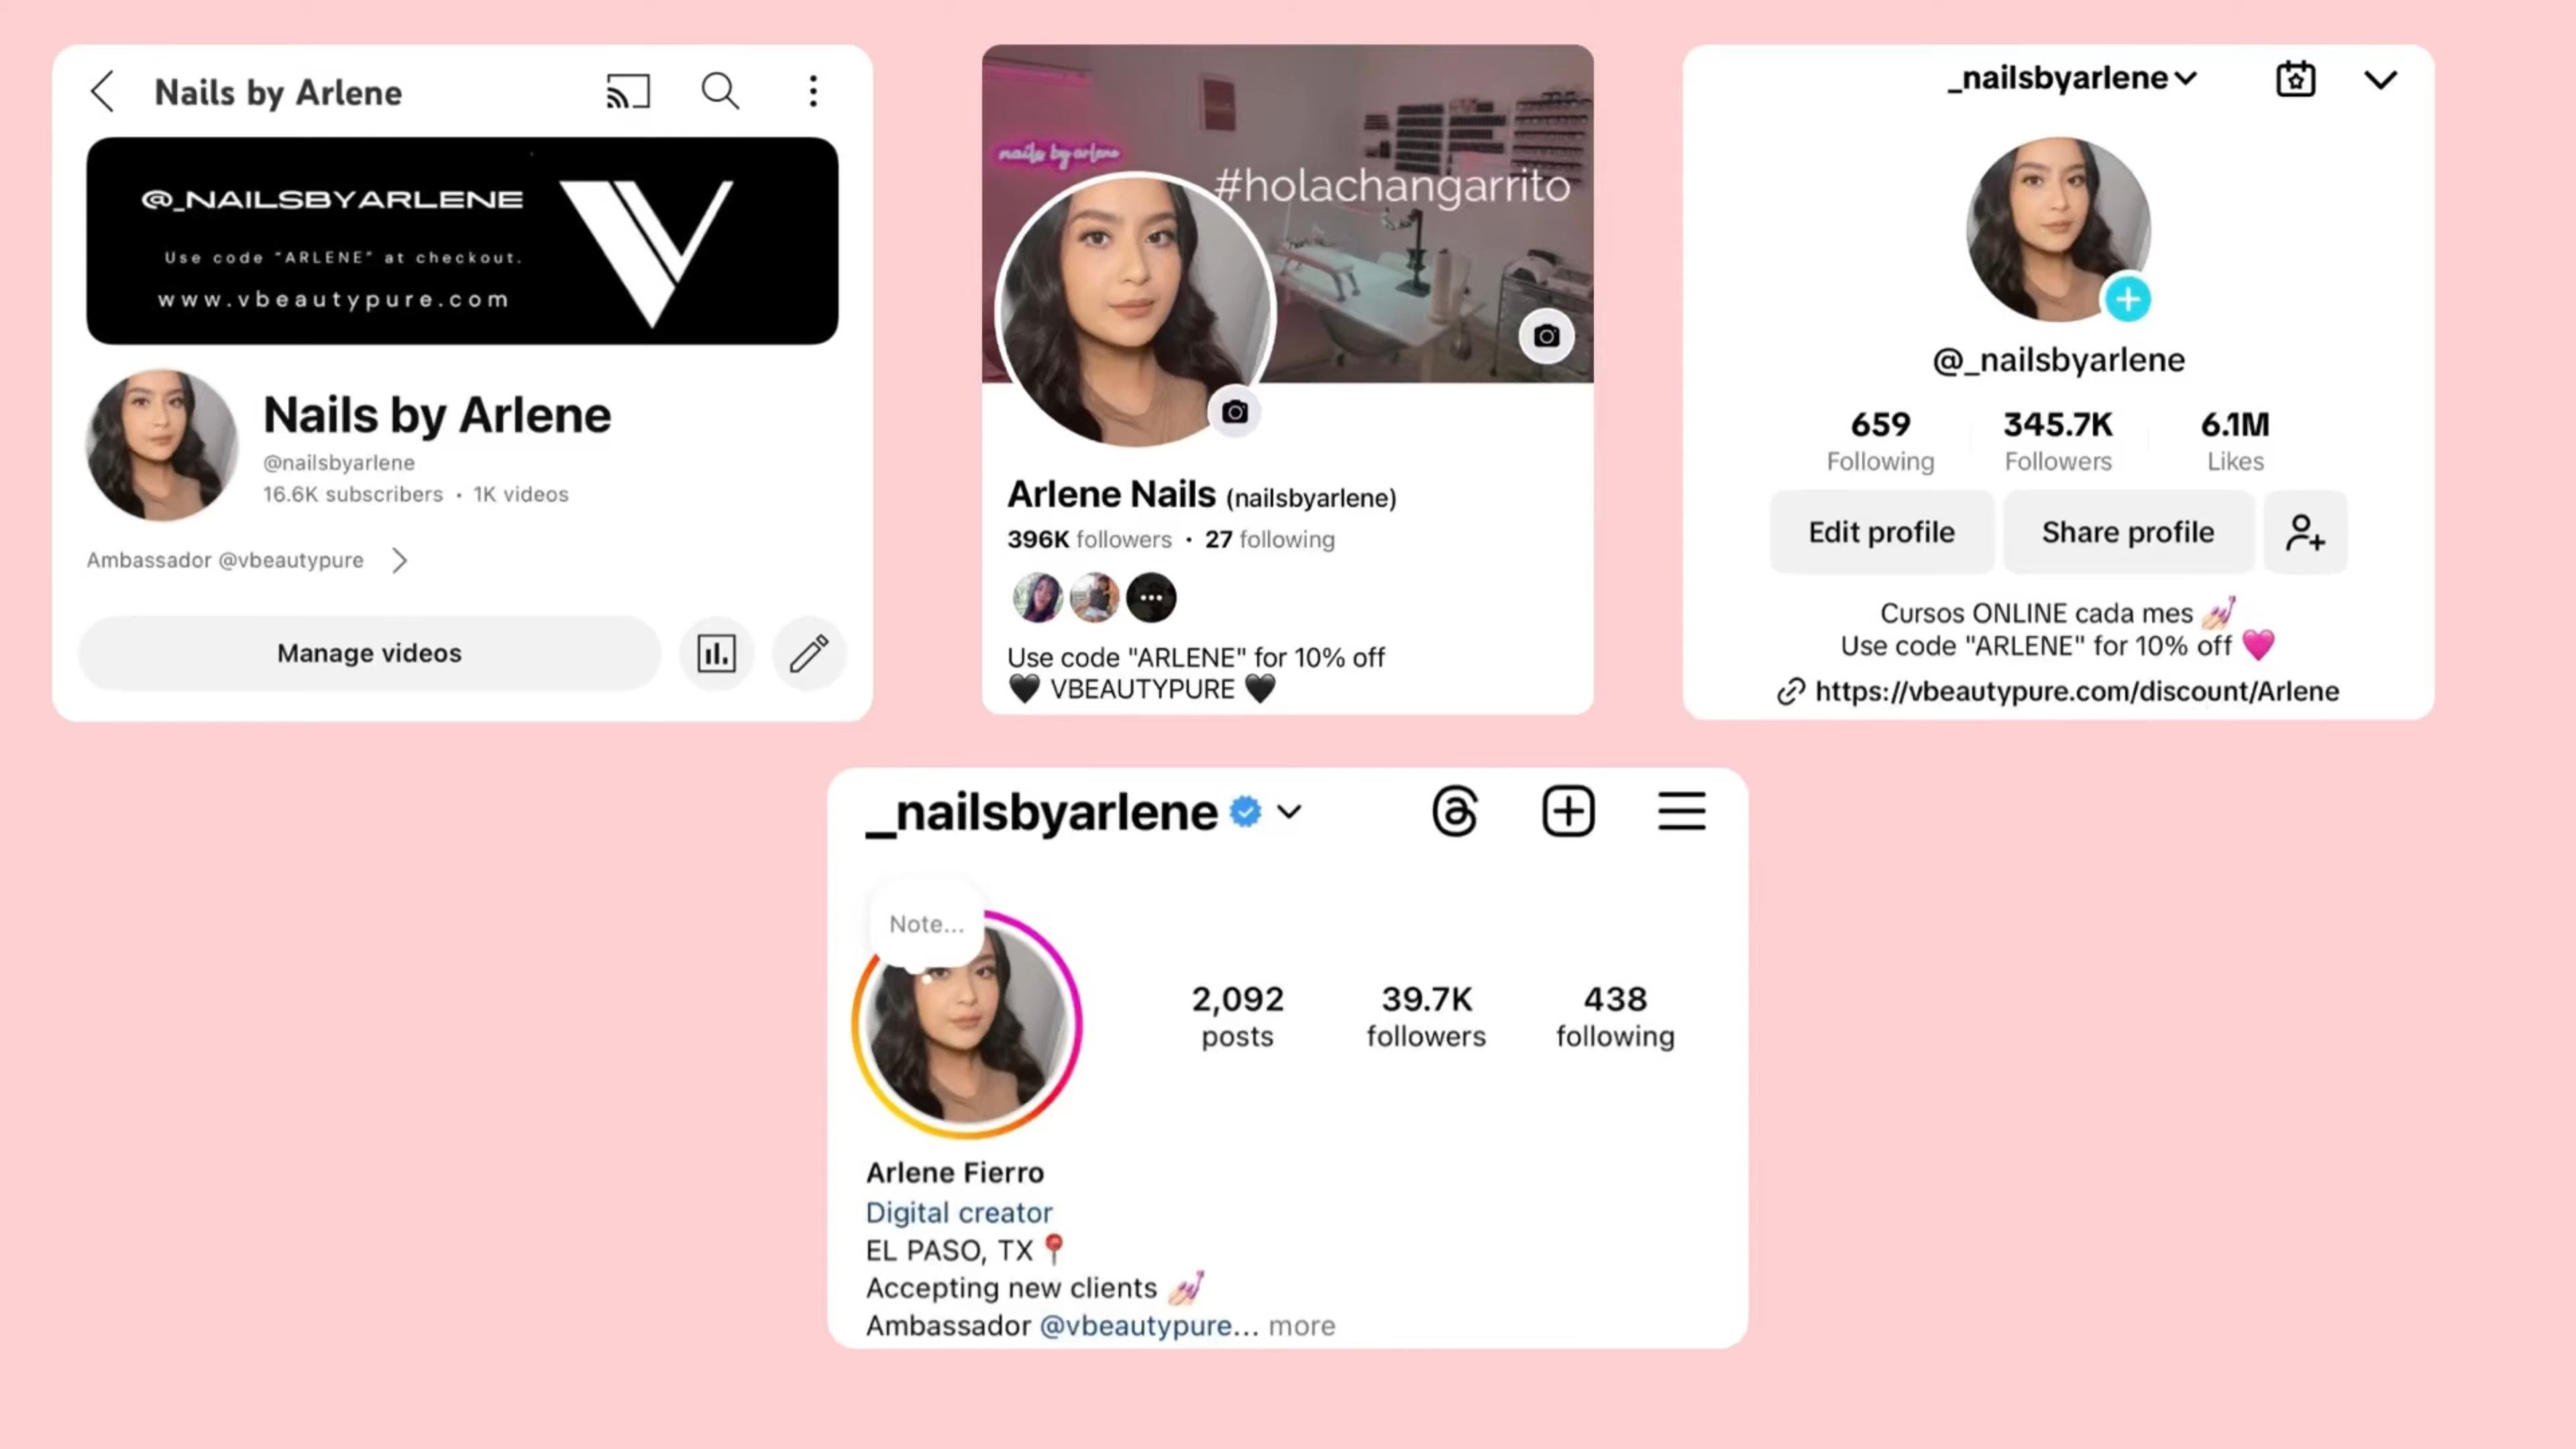 Nails by Arlene
@_NAILSBYARLENE
Use code "ARLENE" at checkout.
www.vbeautypure.com
Nails by Arlene
@nailsbyarlene
16.6K subscribers • 1K videos
Ambassador @vbeautypure
Manage videos
nails by arlene
#holachangarrito
Arlene Nails (nailsbyarlene)
396K followers • 27 following
Use code "ARLENE" for 10% off
🖤 VBEAUTYPURE 🖤
_nailsbyarlene
@_nailsbyarlene
659 345.7K 6.1M
Following Followers Likes
Edit profile Share profile
Cursos ONLINE cada mes 💅🏻
Use code "ARLENE" for 10% off 💗
https://vbeautypure.com/discount/Arlene
_nailsbyarlene
Note...
2,092 39.7K 438
posts followers following
Arlene Fierro
Digital creator
EL PASO, TX 📍
Accepting new clients 💅🏻
Ambassador @vbeautypure... more